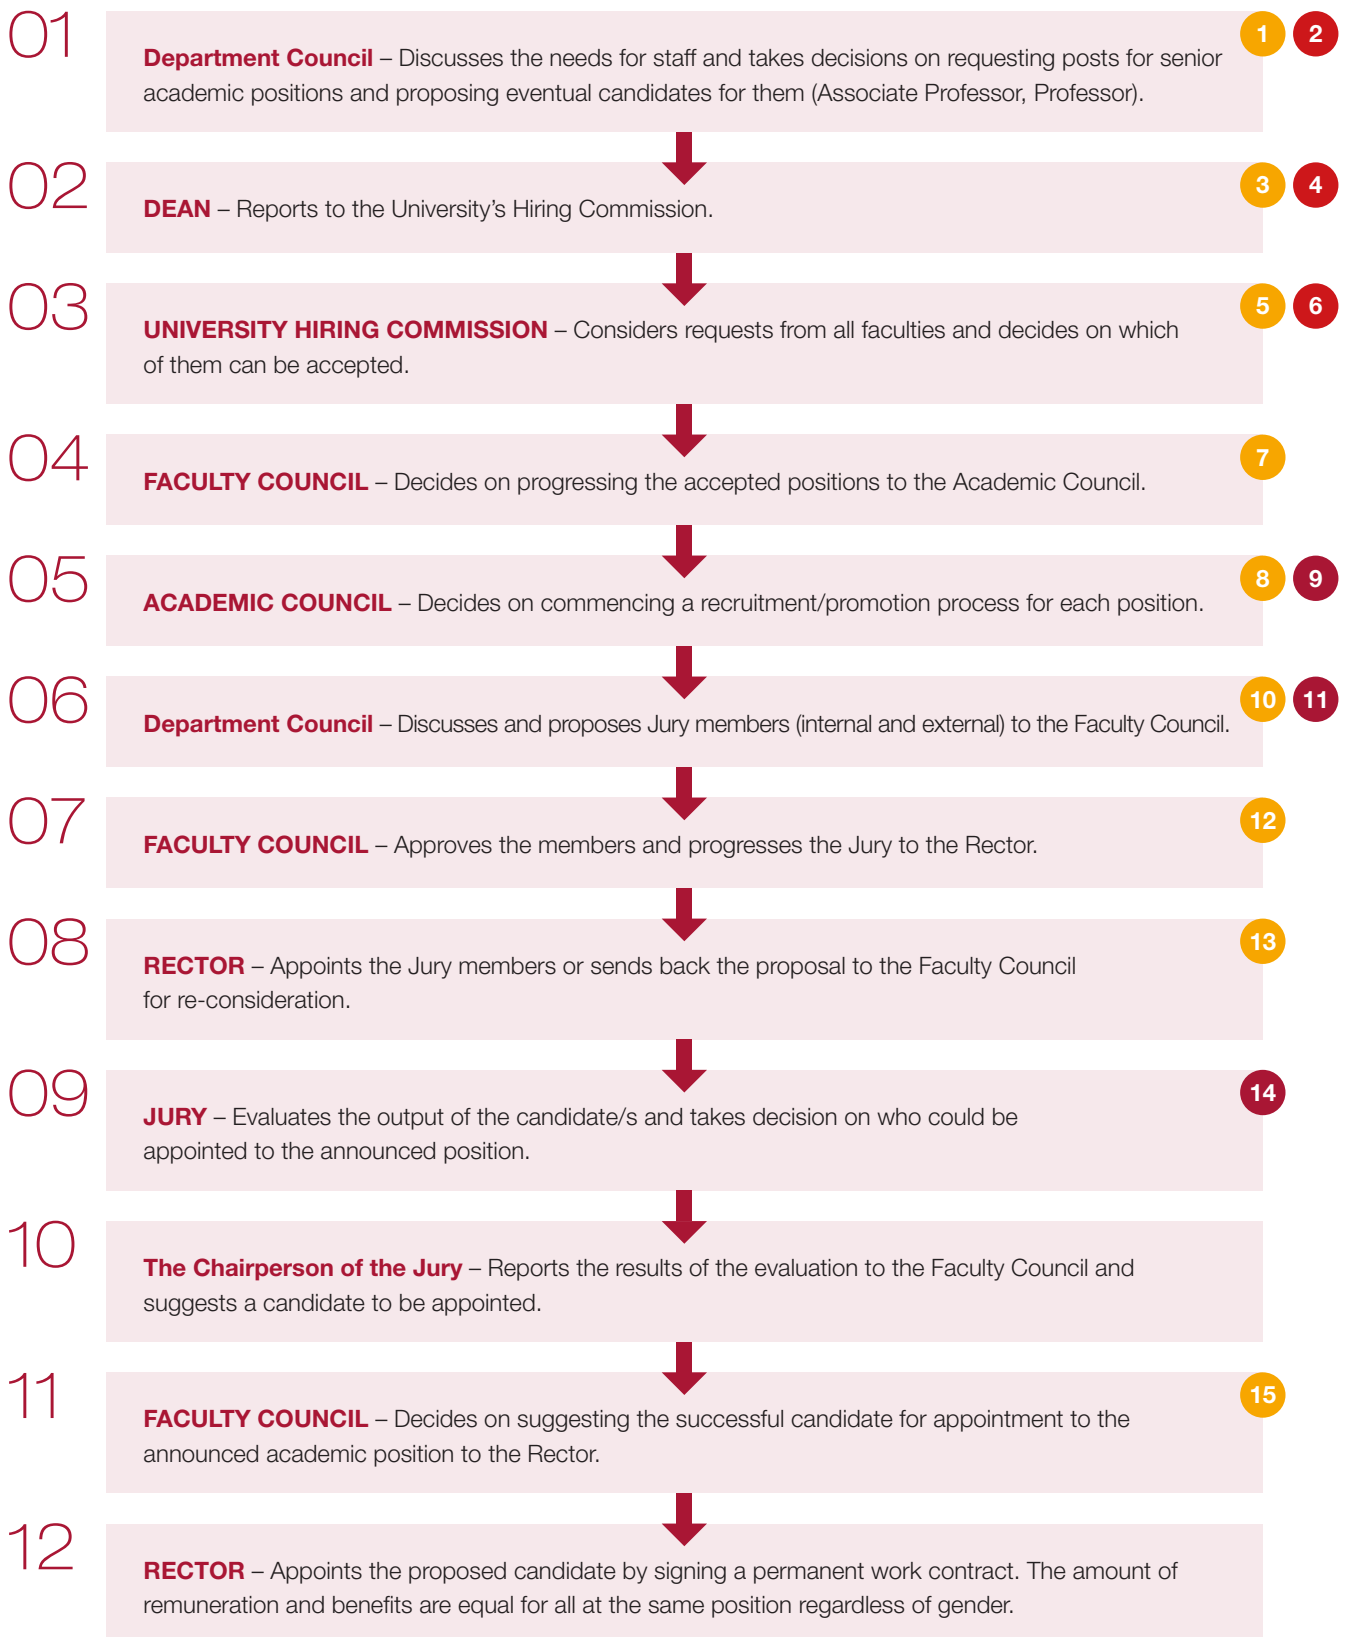 01
1 2
Department Council – Discusses the needs for staff and takes decisions on requesting posts for senior
academic positions and proposing eventual candidates for them (Associate Professor, Professor).
02
3 4
DEAN – Reports to the University’s Hiring Commission.
03
5 6
UNIVERSITY HIRING COMMISSION – Considers requests from all faculties and decides on which
of them can be accepted.
04
7
FACULTY COUNCIL – Decides on progressing the accepted positions to the Academic Council.
05
8 9
ACADEMIC COUNCIL – Decides on commencing a recruitment/promotion process for each position.
06
10 11
Department Council – Discusses and proposes Jury members (internal and external) to the Faculty Council.
07
12
FACULTY COUNCIL – Approves the members and progresses the Jury to the Rector.
08
13
RECTOR – Appoints the Jury members or sends back the proposal to the Faculty Council
for re-consideration.
09
14
JURY – Evaluates the output of the candidate/s and takes decision on who could be
appointed to the announced position.
10
The Chairperson of the Jury – Reports the results of the evaluation to the Faculty Council and
suggests a candidate to be appointed.
11
15
FACULTY COUNCIL – Decides on suggesting the successful candidate for appointment to the
announced academic position to the Rector.
12
RECTOR – Appoints the proposed candidate by signing a permanent work contract. The amount of
remuneration and benefits are equal for all at the same position regardless of gender.